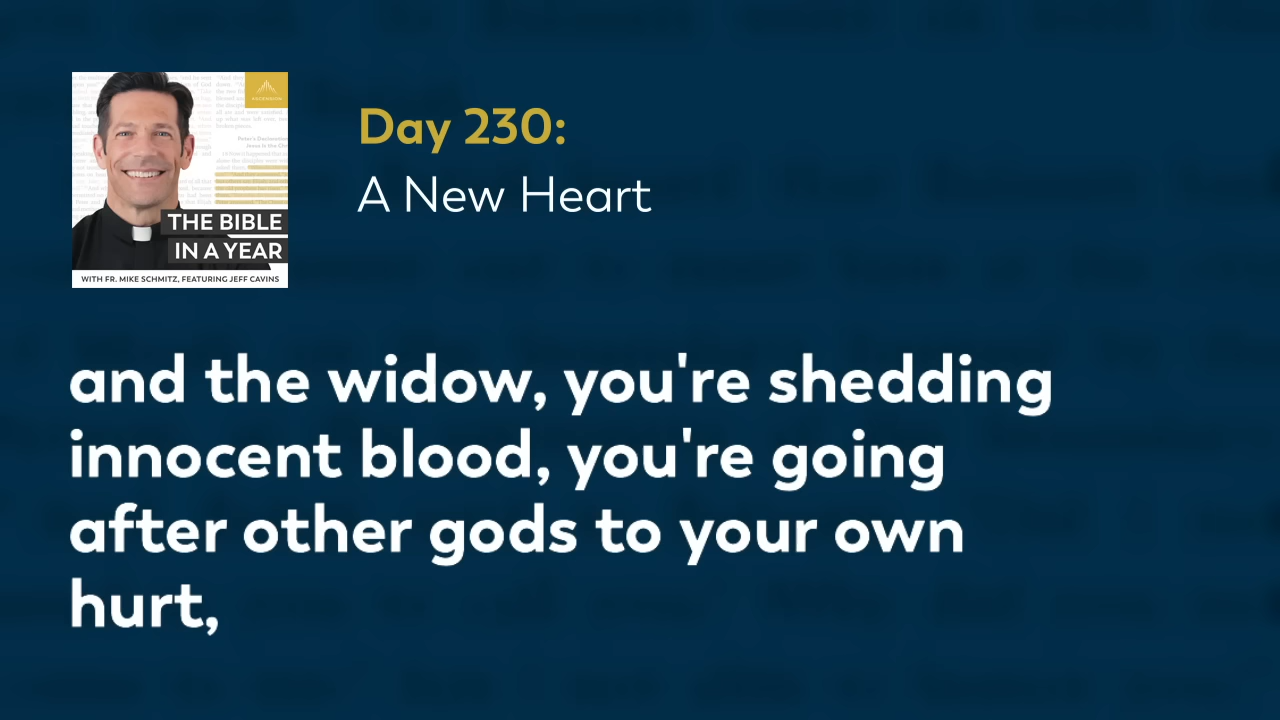 ASCENSION
THE BIBLE
IN A YEAR
WITH FR. MIKE SCHMITZ, FEATURING JEFF CAVINS
Day 230:
A New Heart
and the widow, you're shedding
innocent blood, you're going
after other gods to your own
hurt,